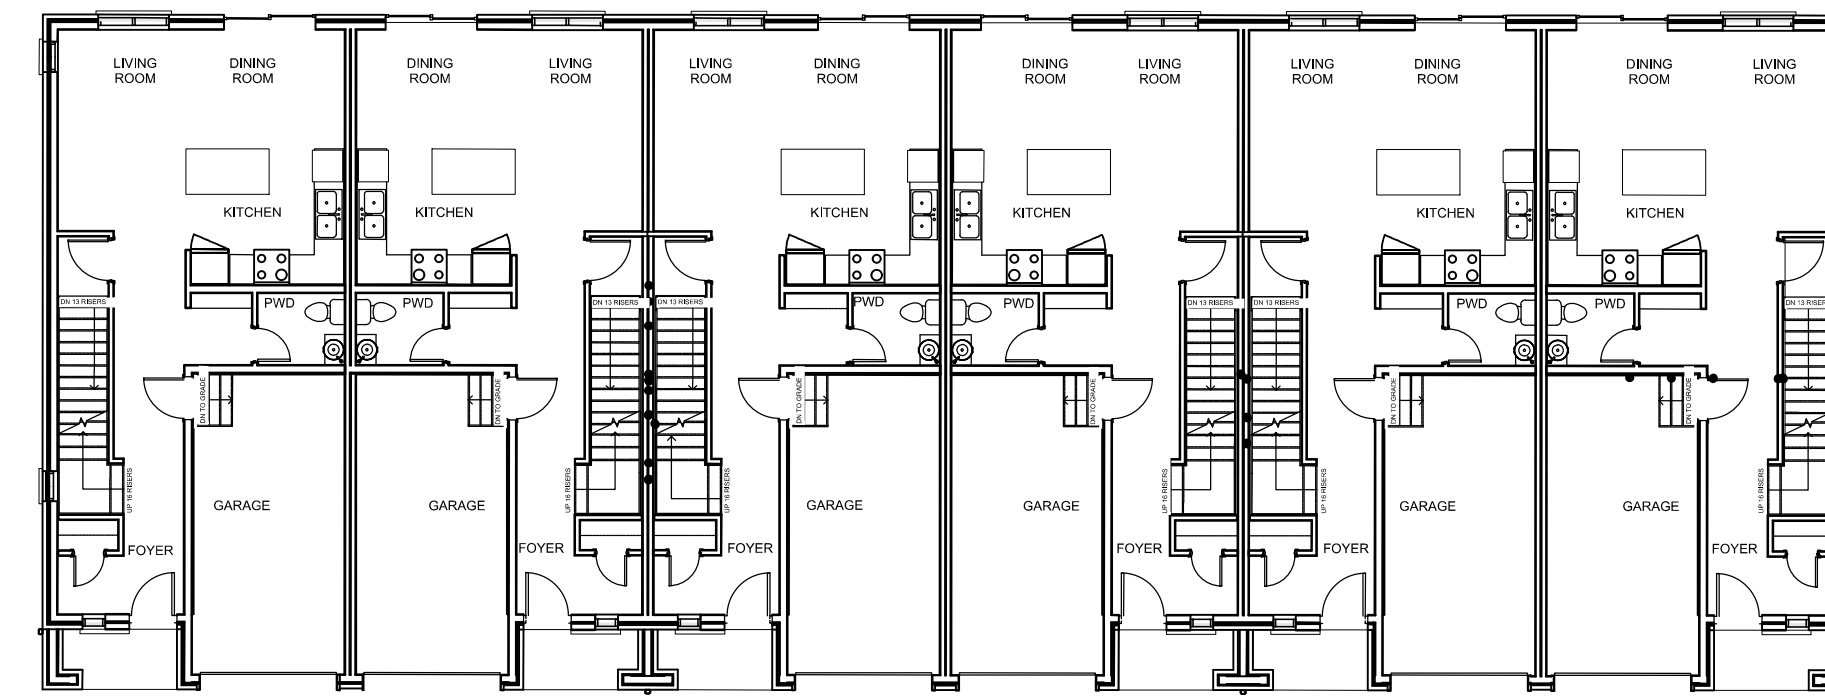 LIVING
ROOM
DINING
ROOM
DINING
ROOM
LIVING
ROOM
LIVING
ROOM
DINING
ROOM
DINING
ROOM
LIVING
ROOM
LIVING
ROOM
DINING
ROOM
DINING
ROOM
LIVING
ROOM
KITCHEN
KITCHEN
KITCHEN
KITCHEN
KITCHEN
KITCHEN
DN 13 RISERS
PWD
PWD
DN 13 RISERS
DN 13 RISERS
PWD
PWD
DN 13 RISERS
DN 13 RISERS
PWD
PWD
DN 13 RISER
DN TO GRADE
DN TO GRADE
DN TO GRADE
DN TO GRADE
DN TO GRADE
DN TO GRADE
UP 16 RISERS
UP 16 RISERS
UP 16 RISERS
UP 16 RISERS
UP 16 RISERS
UP 16 RISERS
GARAGE
GARAGE
GARAGE
GARAGE
GARAGE
GARAGE
FOYER
FOYER
FOYER
FOYER
FOYER
FOYER